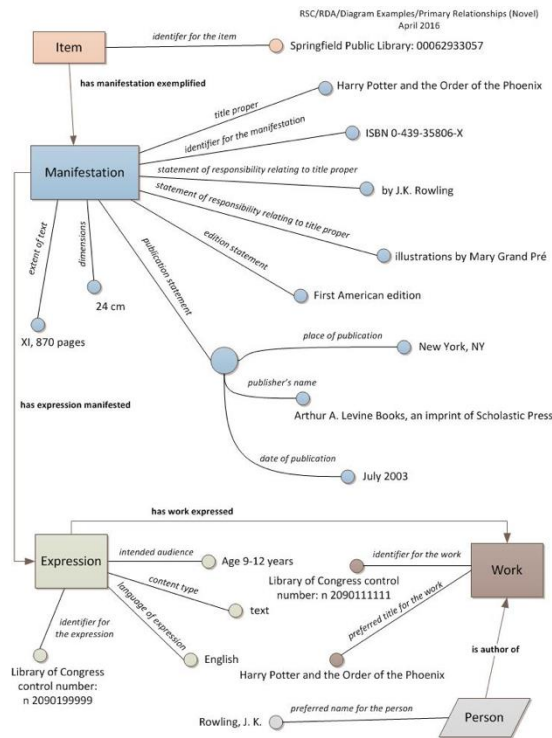 RSC/RDA/Diagram Examples/Primary Relationships (Novel)
April 2016
Item
identifer for the item
Springfield Public Library: 00062933057
has manifestation exemplified
Harry Potter and the Order of the Phoenix
title proper
identifier for the manifestation
ISBN 0-439-35806-X
Manifestation
statement of responsibility relating to title proper
by J.K. Rowling
statement of responsibility relating to title proper
illustrations by Mary Grand Pré
extent of text
dimensions
publication statement
edition statement
24 cm
First American edition
XI, 870 pages
place of publication
New York, NY
publisher's name
has expression manifested
Arthur A. Levine Books, an imprint of Scholastic Press
date of publication
July 2003
has work expressed
Expression
intended audience
Age 9-12 years
identifier for the work
Work
content type
Library of Congress control
number: n 2090111111
text
language of expression
preferred title for the work
identifier for
the expression
English
Library of Congress
control number:
n 2090199999
Harry Potter and the Order of the Phoenix
is author of
Rowling, J. K.
preferred name for the person
Person